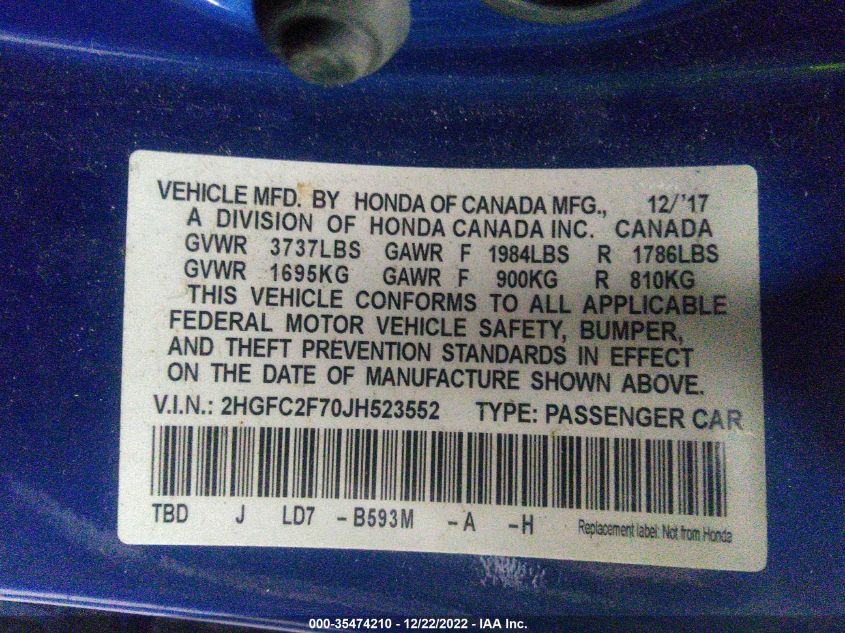 VEHICLE MFD. BY HONDA OF CANADA MFG., 12/'17
A DIVISION OF HONDA CANADA INC. CANADA
GVWR 3737LBS GAWR F 1984LBS R 1786LBS
GVWR 1695KG GAWR F 900KG R 810KG
THIS VEHICLE CONFORMS TO ALL APPLICABLE
FEDERAL MOTOR VEHICLE SAFETY, BUMPER,
AND THEFT PREVENTION STANDARDS IN EFFECT
ON THE DATE OF MANUFACTURE SHOWN ABOVE.
V.I.N.: 2HGFC2F70JH523552 TYPE: PASSENGER CAR
TBD J LD7 -B593M -A -H Replacement label: Not from Honda
000-35474210 - 12/22/2022 - IAA Inc.